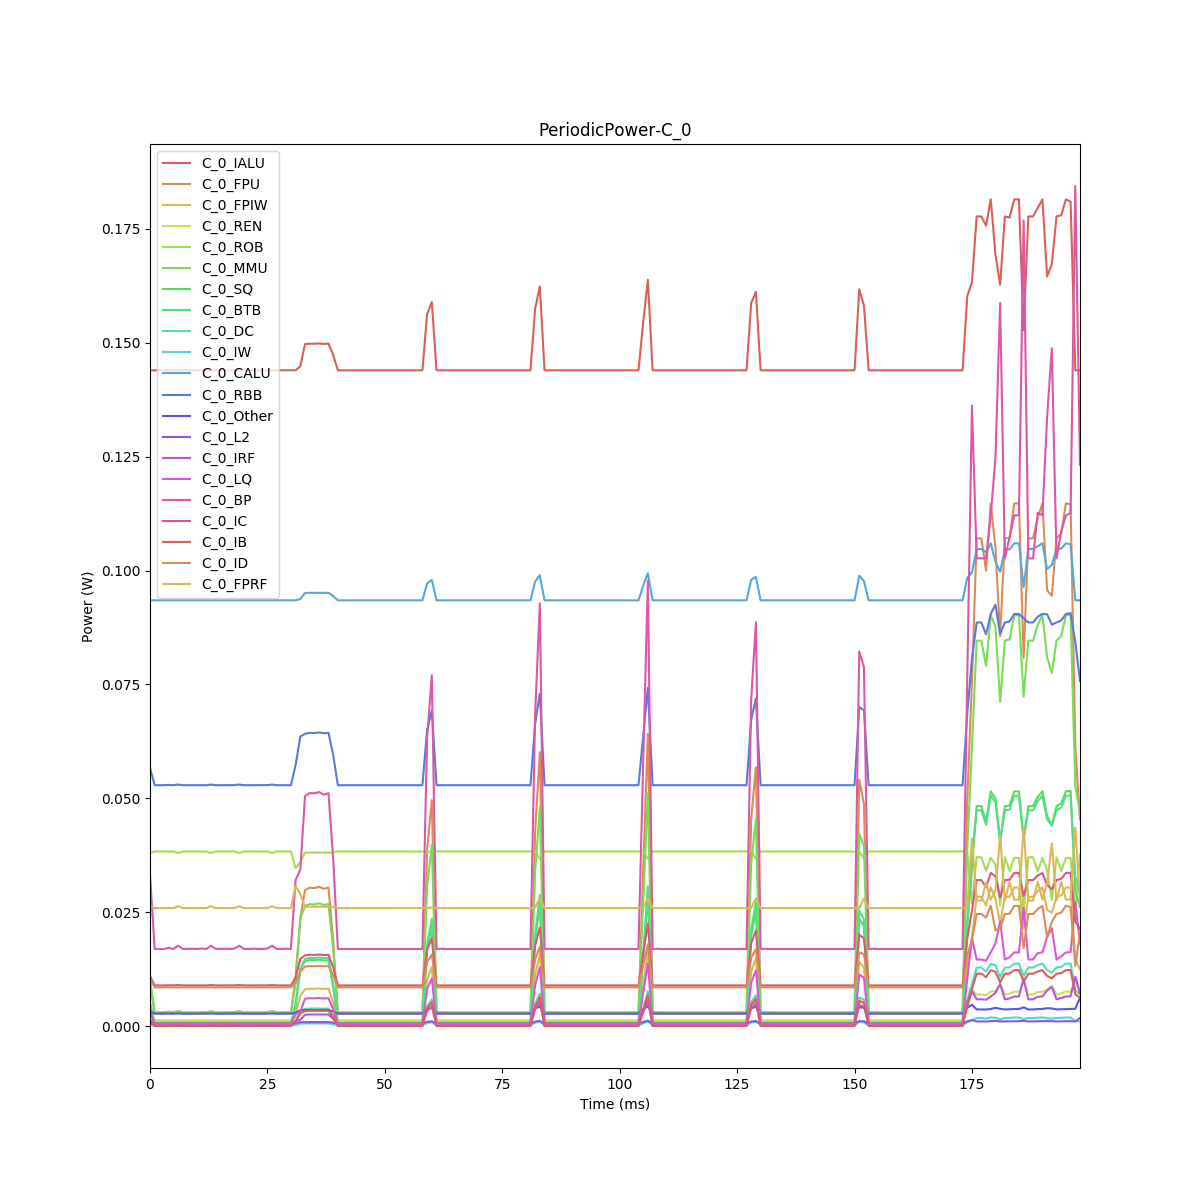 PeriodicPower-C_0
C_0_IALU
C_0_FPU
C_0_FPIW
C_0_REN
C_0_ROB
C_0_MMU
C_0_SQ
C_0_BTB
C_0_DC
C_0_IW
C_0_CALU
C_0_RBB
C_0_Other
C_0_L2
C_0_IRF
C_0_LQ
C_0_BP
C_0_IC
C_0_IB
C_0_ID
C_0_FPRF
0.175
0.150
0.125
0.100
0.075
0.050
0.025
0.000
Power (W)
0 25 50 75 100 125 150 175
Time (ms)